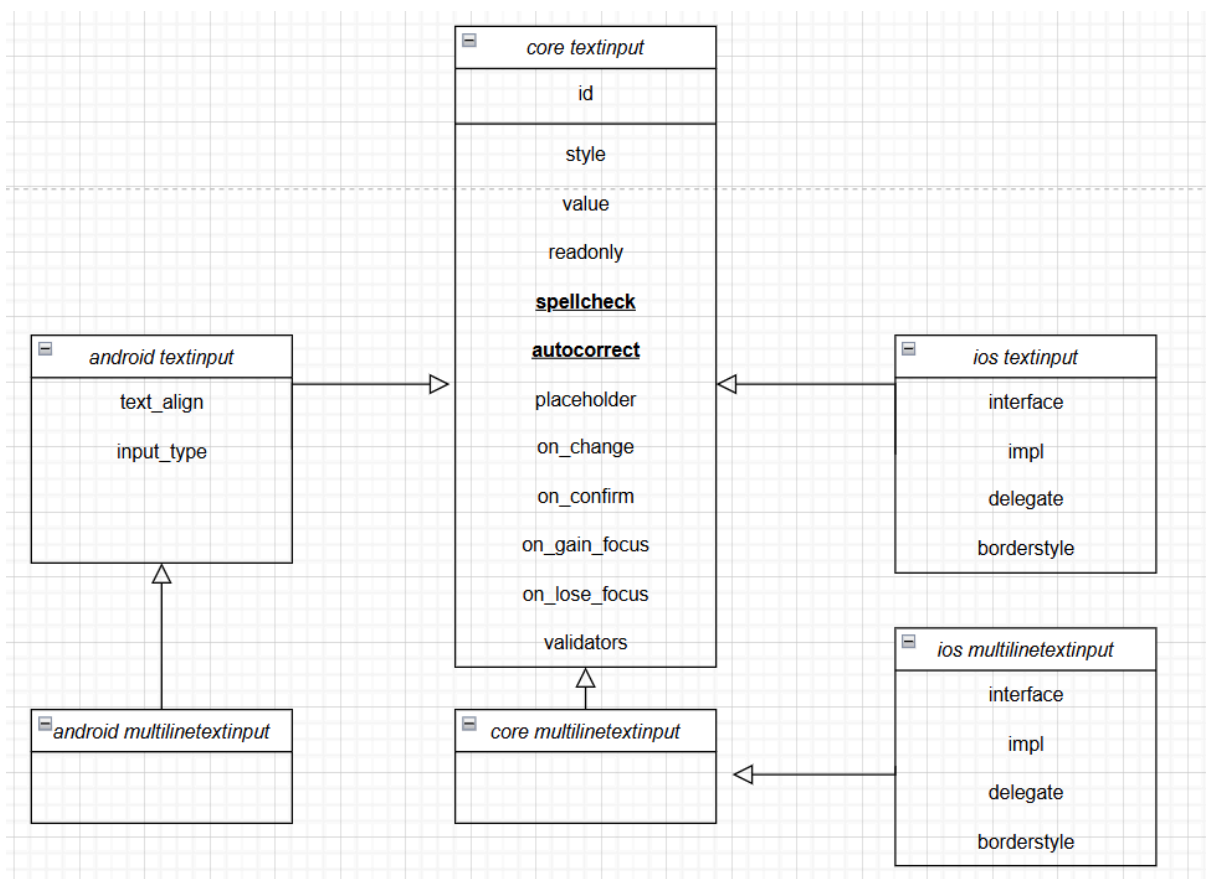 core textinput
id
style
value
readonly
spellcheck
autocorrect
placeholder
on_change
on_confirm
on_gain_focus
on_lose_focus
validators
android textinput
text_align
input_type
ios textinput
interface
impl
delegate
borderstyle
android multilinetextinput
core multilinetextinput
ios multilinetextinput
interface
impl
delegate
borderstyle